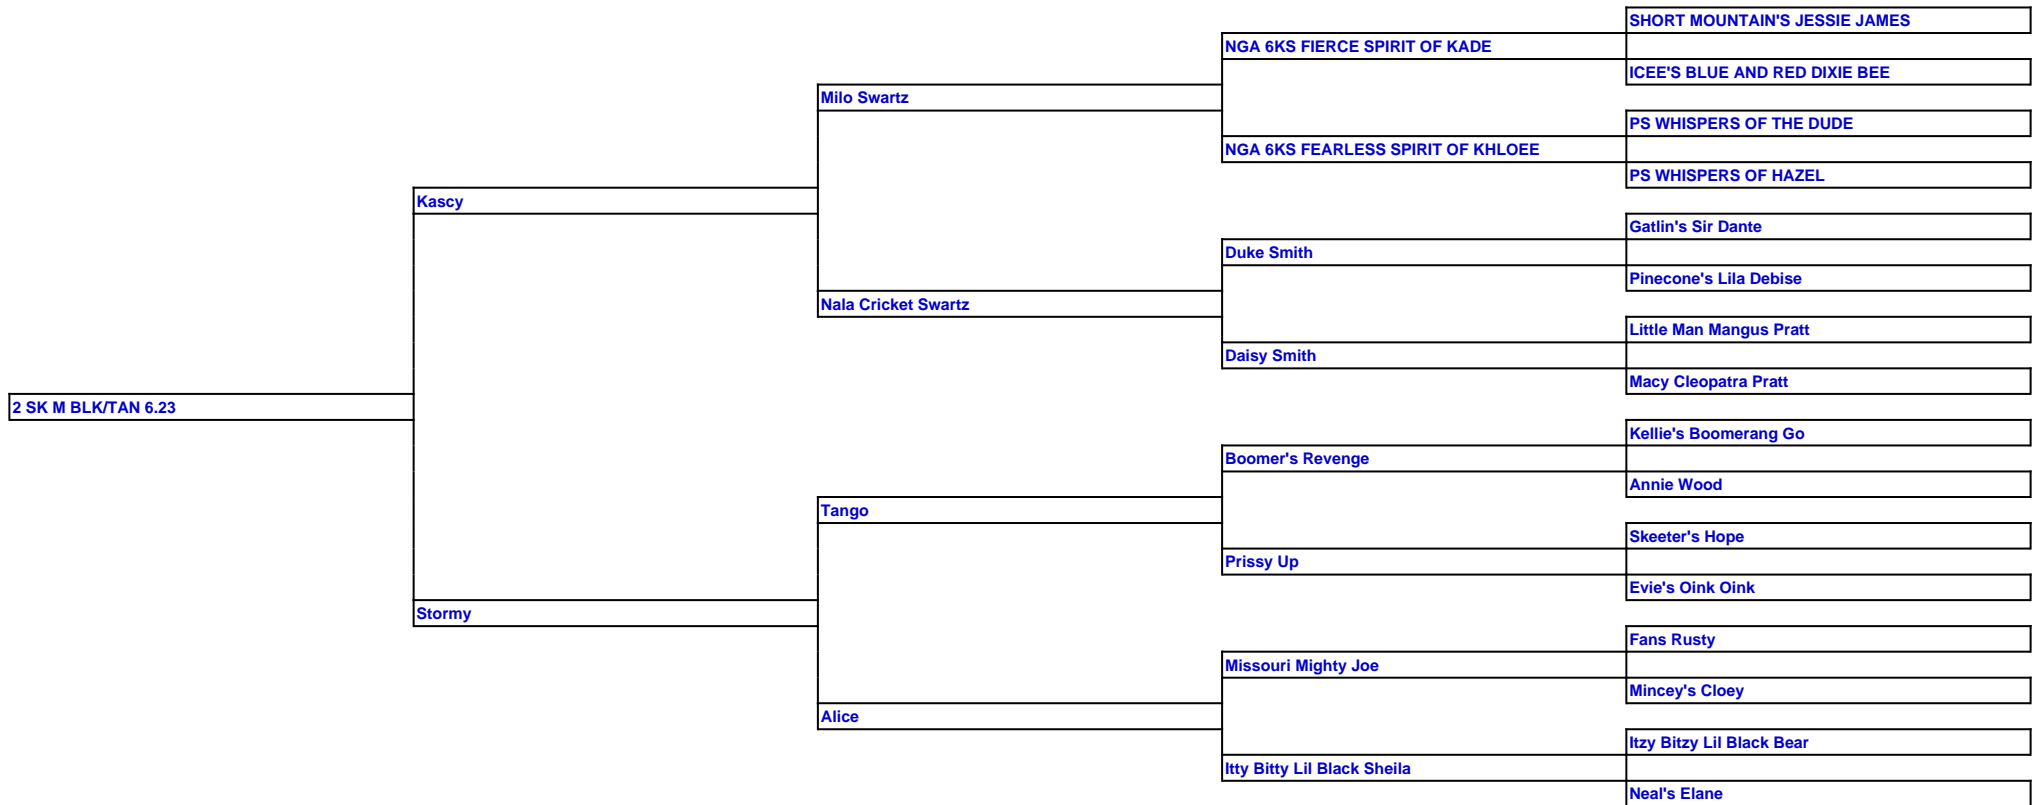 SHORT MOUNTAIN'S JESSIE JAMES
NGA 6KS FIERCE SPIRIT OF KADE
ICEE'S BLUE AND RED DIXIE BEE
Milo Swartz
PS WHISPERS OF THE DUDE
NGA 6KS FEARLESS SPIRIT OF KHLOEE
PS WHISPERS OF HAZEL
Kascy
Gatlin's Sir Dante
Duke Smith
Pinecone's Lila Debise
Nala Cricket Swartz
Little Man Mangus Pratt
Daisy Smith
Macy Cleopatra Pratt
2 SK M BLK/TAN 6.23
Kellie's Boomerang Go
Boomer's Revenge
Annie Wood
Tango
Skeeter's Hope
Prissy Up
Evie's Oink Oink
Stormy
Fans Rusty
Missouri Mighty Joe
Mincey's Cloey
Alice
Itzy Bitzy Lil Black Bear
Itty Bitty Lil Black Sheila
Neal's Elane